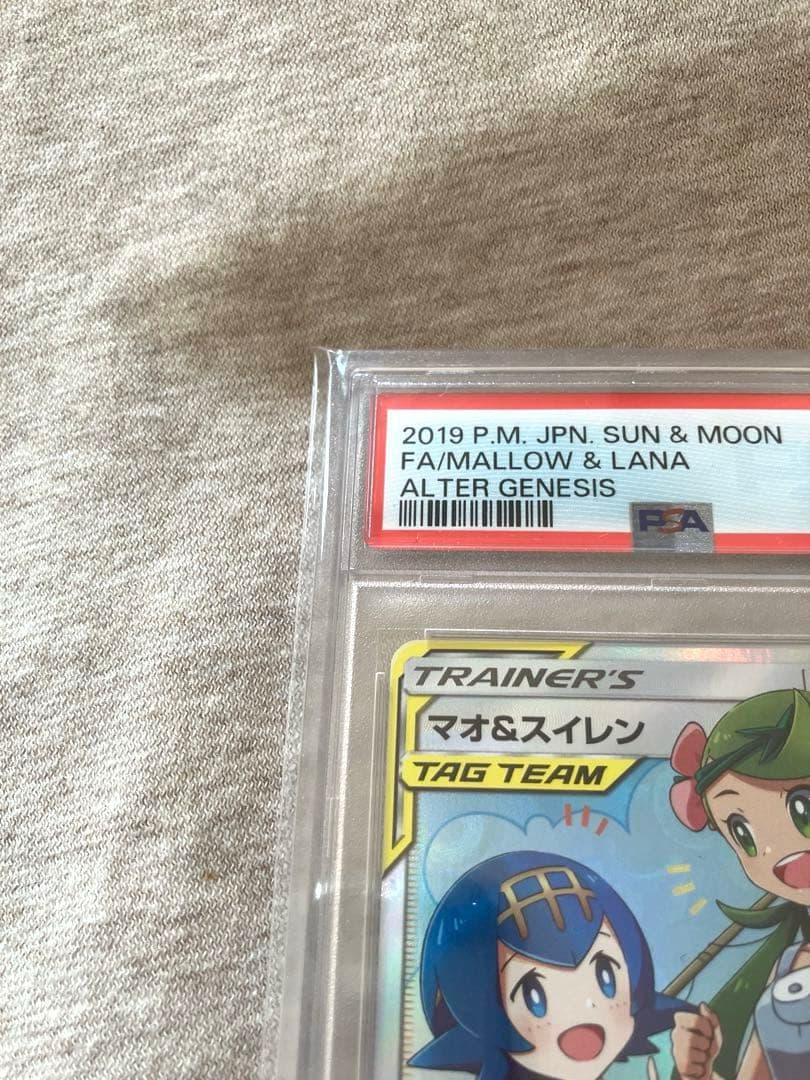 2019 P.M. JPN. SUN & MOON
FA/MALLOW & LANA
ALTER GENESIS
PSA
TRAINER'S
マオ&スイレン
TAG TEAM